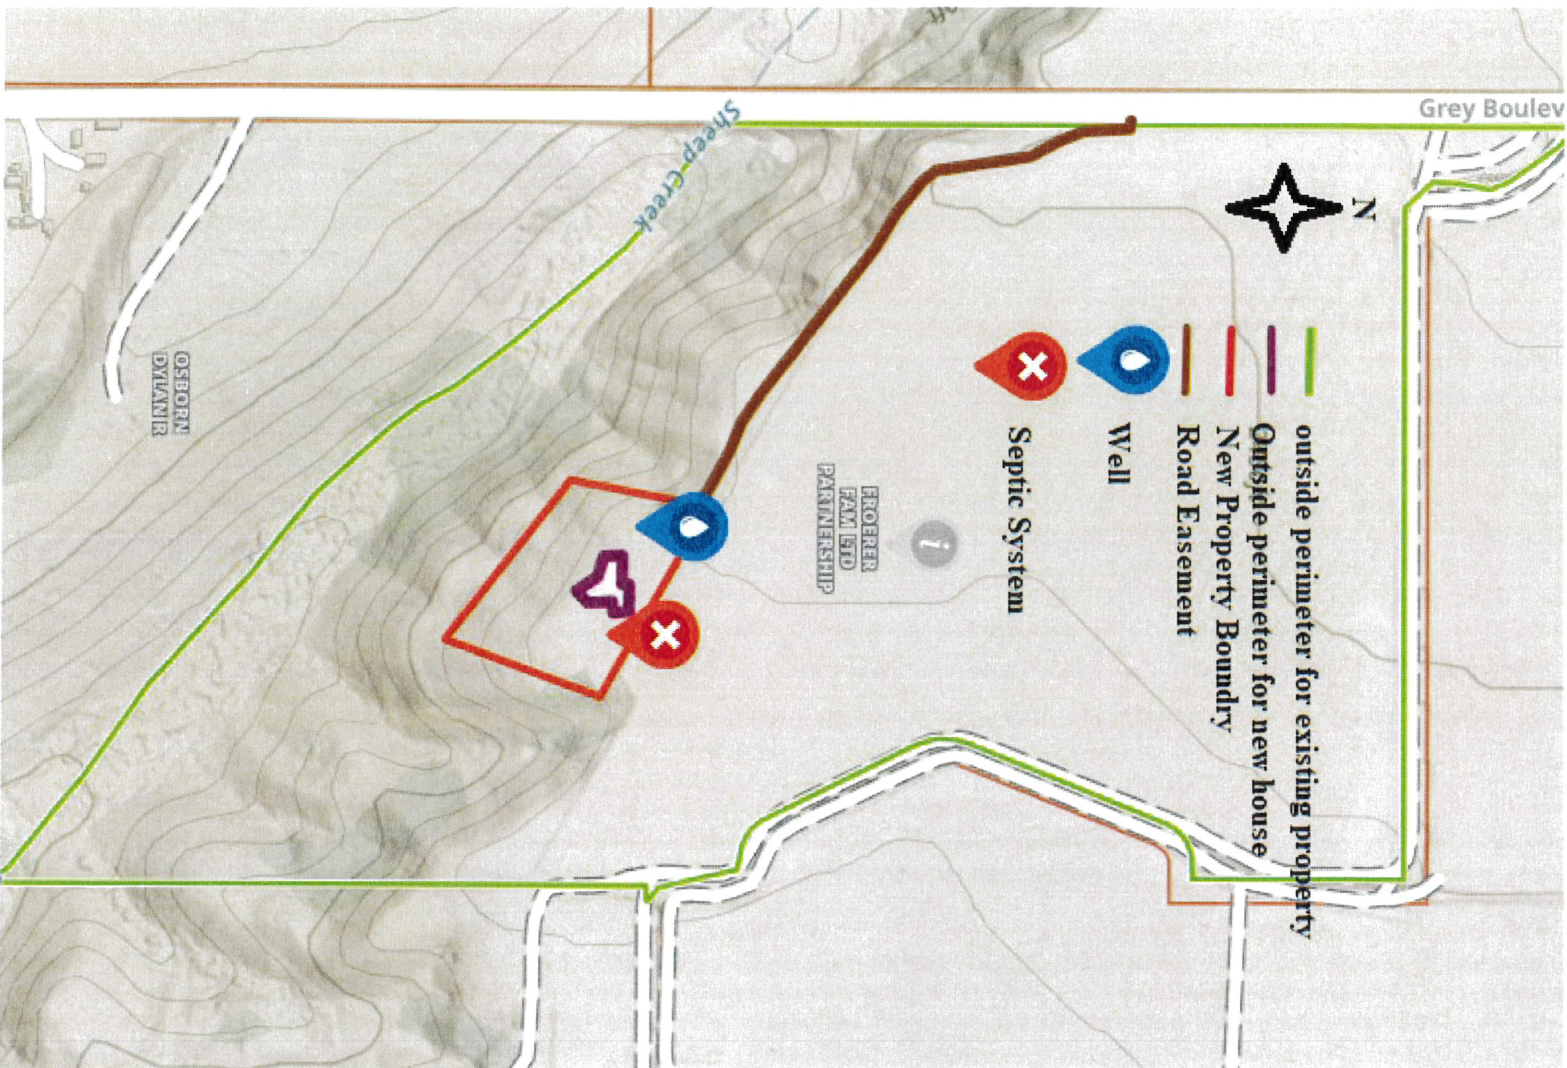 Grey Boulev
N
outside perimeter for existing property
Outside perimeter for new house
New Property Boundry
Road Easement
Well
Septic System
Sheep Creek
FROERER
FAM LTD
PARTNERSHIP
OSBORN
DYLAN R